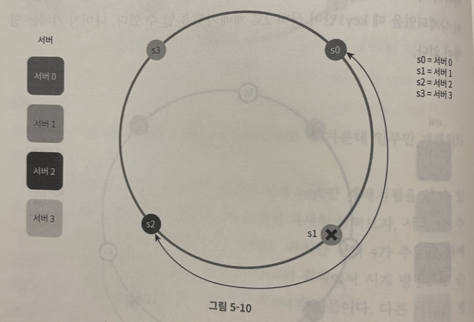 서버
서버 0
서버 1
서버 2
서버 3
s3
s0
s2
s1
s0 = 서버 0
s1 = 서버 1
s2 = 서버 2
s3 = 서버 3
그림 5-10